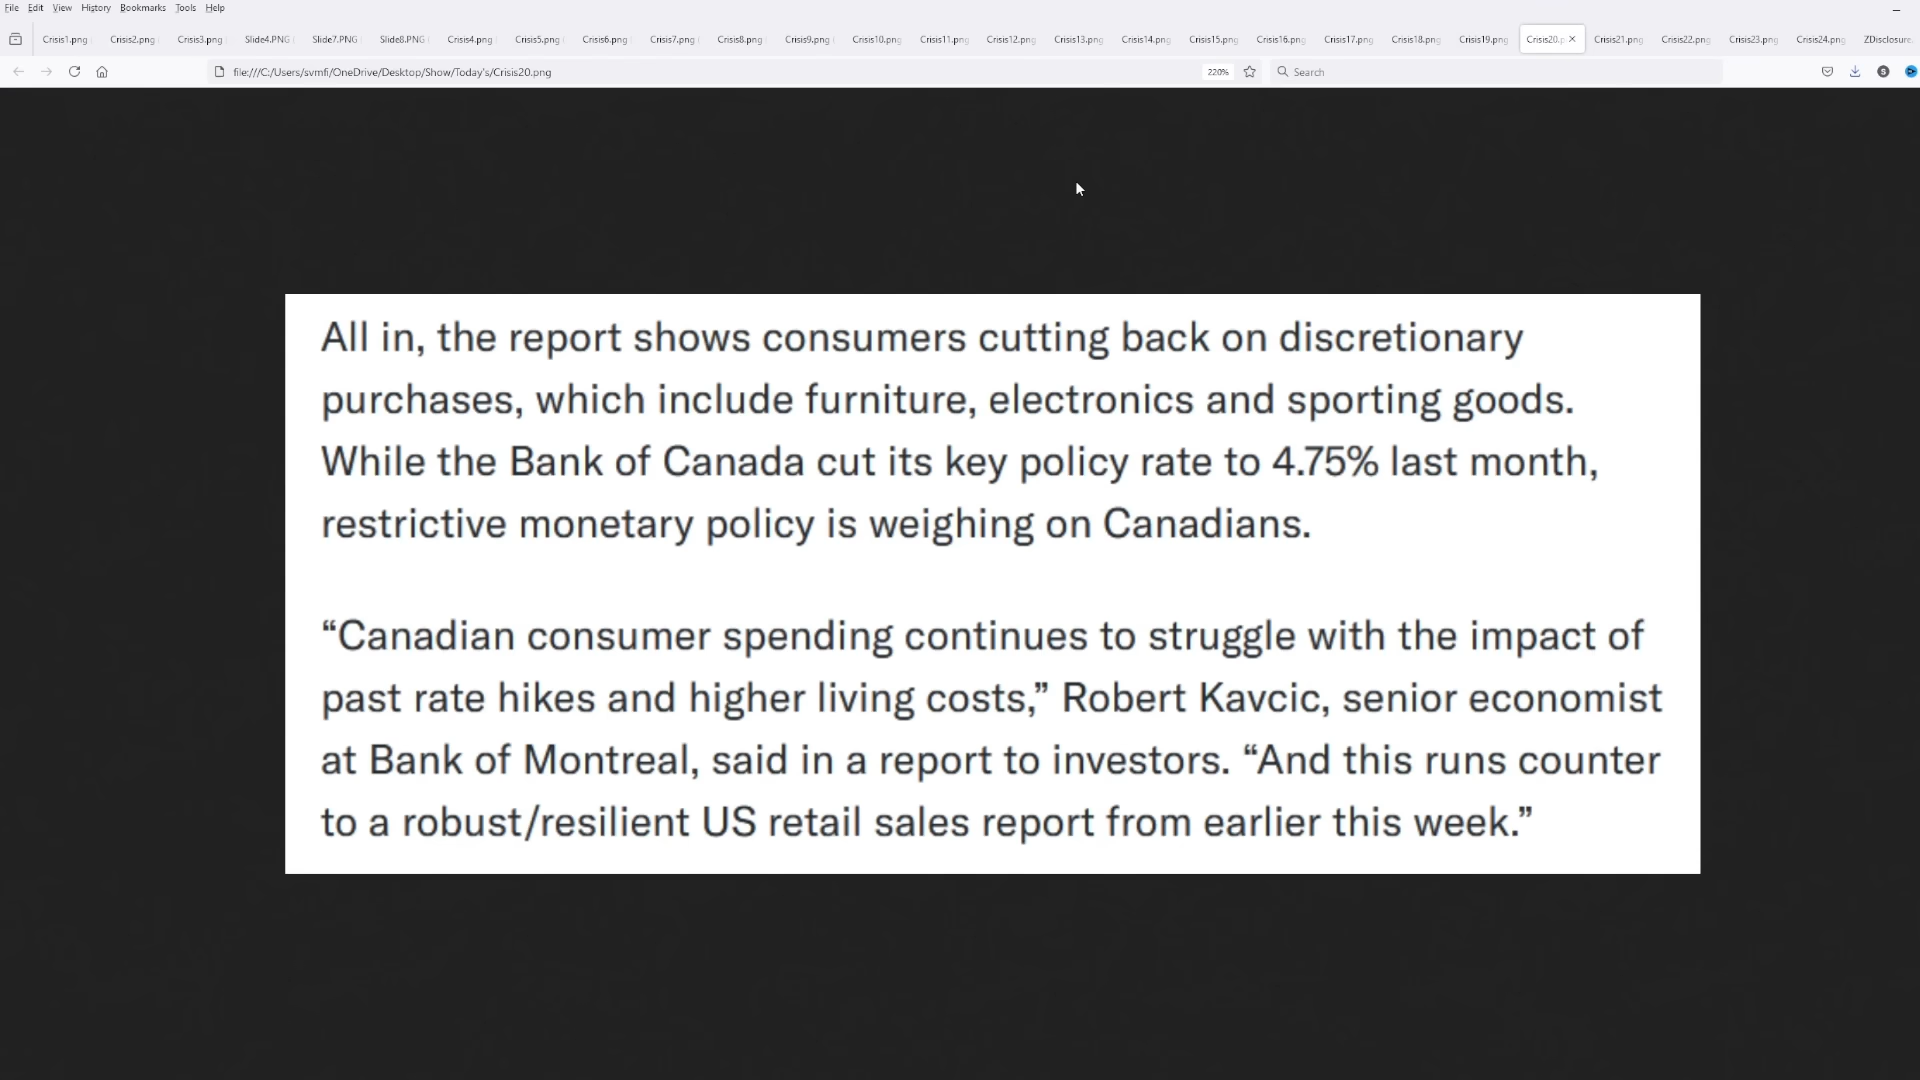 File Edit View History Bookmarks Tools Help
Crisis1.png Crisis2.png Crisis3.png Slide4.PNG Slide7.PNG Slide8.PNG Crisis4.png Crisis5.png Crisis6.png Crisis7.png Crisis8.png Crisis9.png Crisis10.png Crisis11.png Crisis12.png Crisis13.png Crisis14.png Crisis15.png Crisis16.png Crisis17.png Crisis18.png Crisis19.png Crisis20.p Crisis21.png Crisis22.png Crisis23.png Crisis24.png ZDisclosure.
file:///C:/Users/svmfi/OneDrive/Desktop/Show/Today's/Crisis20.png 220% Search S
All in, the report shows consumers cutting back on discretionary
purchases, which include furniture, electronics and sporting goods.
While the Bank of Canada cut its key policy rate to 4.75% last month,
restrictive monetary policy is weighing on Canadians.
“Canadian consumer spending continues to struggle with the impact of
past rate hikes and higher living costs,” Robert Kavcic, senior economist
at Bank of Montreal, said in a report to investors. “And this runs counter
to a robust/resilient US retail sales report from earlier this week.”